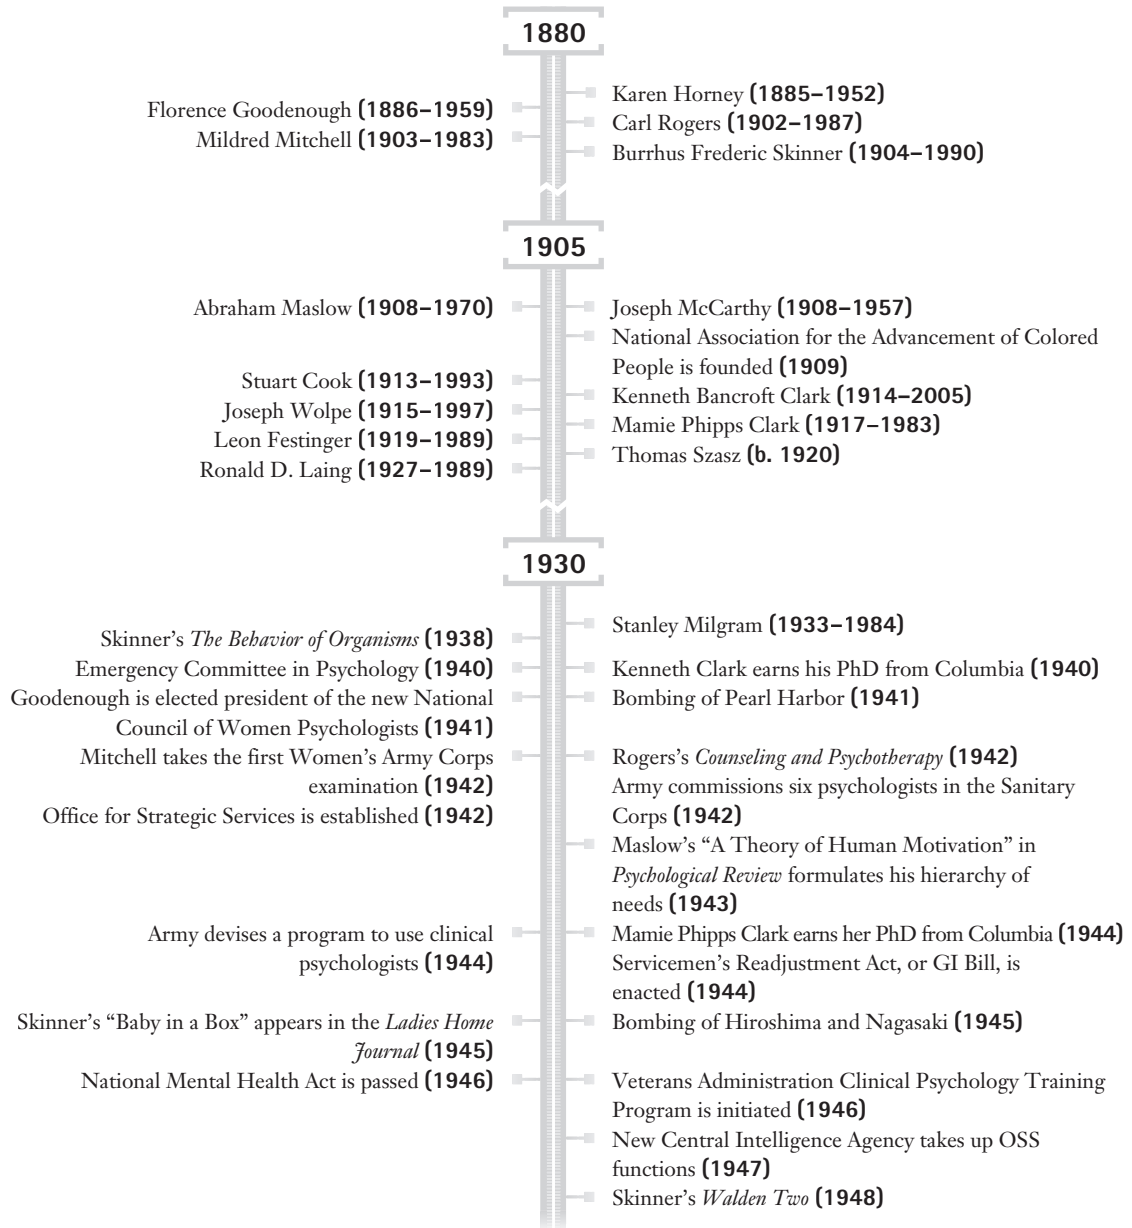 1880
Florence Goodenough (1886–1959)
Mildred Mitchell (1903–1983)
Karen Horney (1885–1952)
Carl Rogers (1902–1987)
Burrhus Frederic Skinner (1904–1990)
1905
Abraham Maslow (1908–1970)
Stuart Cook (1913–1993)
Joseph Wolpe (1915–1997)
Leon Festinger (1919–1989)
Ronald D. Laing (1927–1989)
Joseph McCarthy (1908–1957)
National Association for the Advancement of Colored
People is founded (1909)
Kenneth Bancroft Clark (1914–2005)
Mamie Phipps Clark (1917–1983)
Thomas Szasz (b. 1920)
1930
Skinner’s The Behavior of Organisms (1938)
Emergency Committee in Psychology (1940)
Goodenough is elected president of the new National
Council of Women Psychologists (1941)
Mitchell takes the first Women’s Army Corps
examination (1942)
Office for Strategic Services is established (1942)
Army devises a program to use clinical
psychologists (1944)
Skinner’s “Baby in a Box” appears in the Ladies Home
Journal (1945)
National Mental Health Act is passed (1946)
Stanley Milgram (1933–1984)
Kenneth Clark earns his PhD from Columbia (1940)
Bombing of Pearl Harbor (1941)
Rogers’s Counseling and Psychotherapy (1942)
Army commissions six psychologists in the Sanitary
Corps (1942)
Maslow’s “A Theory of Human Motivation” in
Psychological Review formulates his hierarchy of
needs (1943)
Mamie Phipps Clark earns her PhD from Columbia (1944)
Servicemen’s Readjustment Act, or GI Bill, is
enacted (1944)
Bombing of Hiroshima and Nagasaki (1945)
Veterans Administration Clinical Psychology Training
Program is initiated (1946)
New Central Intelligence Agency takes up OSS
functions (1947)
Skinner’s Walden Two (1948)